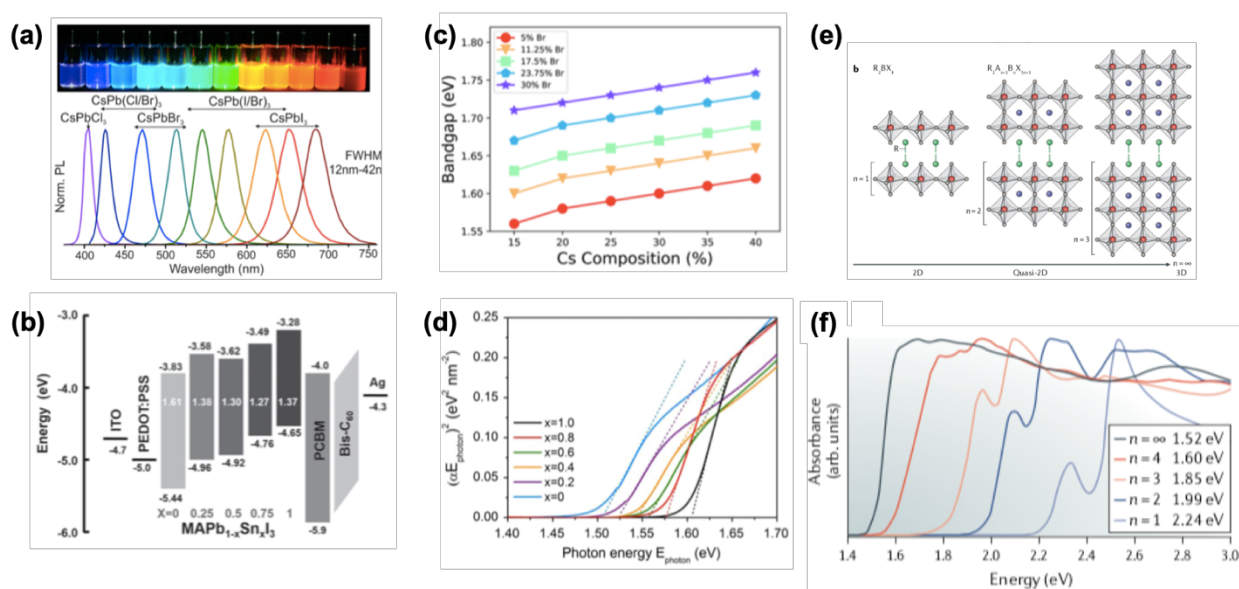 (a)
CsPb(Cl/Br)₃
CsPb(I/Br)₃
CsPbCl₃
CsPbBr₃
CsPbI₃
FWHM
12nm-42n
Norm. PL
400 450 500 550 600 650 700 750
Wavelength (nm)
(b)
-3.0
-4.0
-5.0
-6.0
Energy (eV)
ITO
-4.7
PEDOT:PSS
-5.0
-3.83
1.61
-5.44
-3.58
1.38
-4.96
-3.62
1.30
-4.92
-3.49
1.27
-4.76
-3.28
1.37
-4.65
-4.0
PCBM
-5.9
Bis-C₆₀
Ag
-4.3
X=0 0.25 0.5 0.75 1
MAPb₁₋ₓSnₓI₃
(c)
5% Br
11.25% Br
17.5% Br
23.75% Br
30% Br
1.80
1.75
1.70
1.65
1.60
1.55
Bandgap (eV)
15 20 25 30 35 40
Cs Composition (%)
(d)
0.25
0.20
0.15
0.10
0.05
0.00
(αE_photon)² (eV² nm⁻²)
x=1.0
x=0.8
x=0.6
x=0.4
x=0.2
x=0
1.40 1.45 1.50 1.55 1.60 1.65 1.70
Photon energy E_photon (eV)
(e)
b
R
n=1
n=2
n=3
n=∞
2D
Quasi-2D
3D
(f)
Absorbance
(arb. units)
n=∞ 1.52 eV
n=4 1.60 eV
n=3 1.85 eV
n=2 1.99 eV
n=1 2.24 eV
1.4 1.6 1.8 2.0 2.2 2.4 2.6 2.8 3.0
Energy (eV)